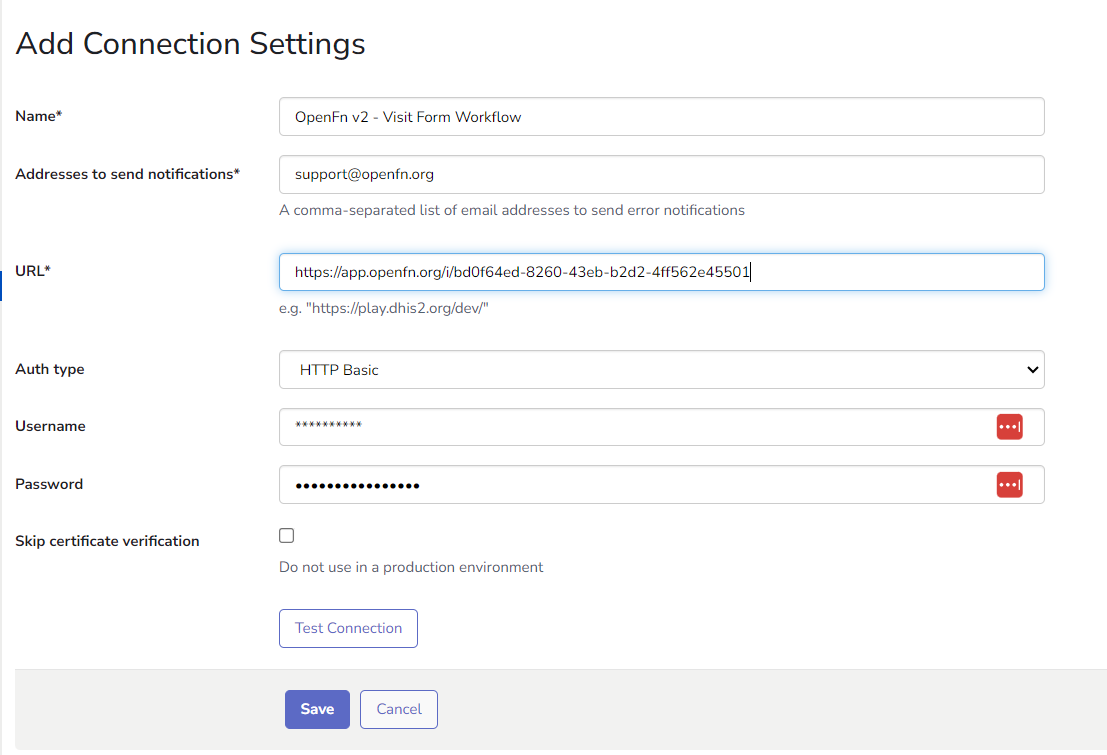 Add Connection Settings
Name*
OpenFn v2 - Visit Form Workflow
Addresses to send notifications*
support@openfn.org
A comma-separated list of email addresses to send error notifications
URL*
https://app.openfn.org/i/bd0f64ed-8260-43eb-b2d2-4ff562e45501
e.g. "https://play.dhis2.org/dev/"
Auth type
HTTP Basic
Username
**********
Password
••••••••••••••••
Skip certificate verification
Do not use in a production environment
Test Connection
Save Cancel